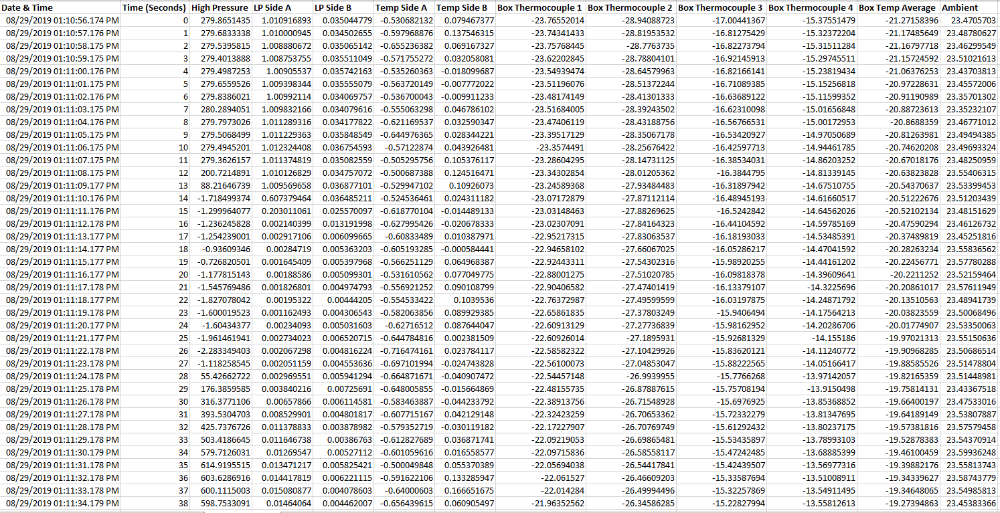 Date & Time Time (Seconds) High Pressure LP Side A LP Side B Temp Side A Temp Side B Box Thermocouple 1 Box Thermocouple 2 Box Thermocouple 3 Box Thermocouple 4 Box Temp Average Ambient
08/29/2019 01:10:56.174 PM 0 279.8651435 1.010916893 0.035044779 -0.530682132 0.079467377 -23.76552014 -28.94088723 -17.00441367 -15.37551479 -21.27158396 23.4705703
08/29/2019 01:10:57.176 PM 1 279.6833338 1.010000945 0.034502655 -0.597968876 0.137546315 -23.74341433 -28.81953532 -16.81275429 -15.32372204 -21.17485649 23.48780627
08/29/2019 01:10:58.175 PM 2 279.5395815 1.008880672 0.035065142 -0.655236382 0.069167327 -23.75768445 -28.7763735 -16.82273794 -15.31511284 -21.16797718 23.46299549
08/29/2019 01:10:59.175 PM 3 279.4013888 1.008753755 0.035511049 -0.571755272 0.032058081 -23.62202845 -28.78804101 -16.92145913 -15.29745511 -21.15724592 23.51021613
08/29/2019 01:11:00.176 PM 4 279.4987253 1.00905537 0.035742163 -0.535260363 -0.018099687 -23.54939474 -28.64579963 -16.82166141 -15.23819434 -21.06376253 23.43703813
08/29/2019 01:11:01.175 PM 5 279.6559526 1.009398344 0.035555079 -0.563720149 -0.007772022 -23.51196076 -28.51372244 -16.71089385 -15.15256818 -20.97228631 23.45572006
08/29/2019 01:11:02.176 PM 6 279.8386021 1.00992114 0.034069757 -0.536700043 -0.009911233 -23.48174149 -28.41301333 -16.63689122 -15.11599352 -20.91190989 23.35701302
08/29/2019 01:11:03.175 PM 7 280.2894051 1.009832166 0.034079616 -0.555063298 0.046786102 -23.51684005 -28.39243502 -16.62310098 -15.01656848 -20.88723613 23.35232107
08/29/2019 01:11:04.176 PM 8 279.7973026 1.011289316 0.034177822 -0.621169537 0.032590347 -23.47406119 -28.43188756 -16.56766531 -15.00172953 -20.8688359 23.46771012
08/29/2019 01:11:05.175 PM 9 279.5068499 1.011229363 0.035848549 -0.644976365 0.028344221 -23.39517129 -28.35067178 -16.53420927 -14.97050689 -20.81263981 23.49494385
08/29/2019 01:11:06.175 PM 10 279.4945201 1.012324408 0.036754593 -0.57122874 0.043926481 -23.3574491 -28.25676422 -16.42597713 -14.94461785 -20.74620208 23.49693324
08/29/2019 01:11:07.175 PM 11 279.3626157 1.011374819 0.035082559 -0.505295756 0.105376117 -23.28604295 -28.14731125 -16.38534031 -14.86203252 -20.67018176 23.48250959
08/29/2019 01:11:08.175 PM 12 200.7214891 1.010126829 0.034757072 -0.500687388 0.124516471 -23.34302854 -28.01205362 -16.3844795 -14.81339145 -20.63823828 23.55406315
08/29/2019 01:11:09.177 PM 13 88.21646739 1.009569658 0.036877101 -0.529947102 0.10926073 -23.24589368 -27.93484483 -16.31897942 -14.67510755 -20.54370637 23.53399453
08/29/2019 01:11:10.176 PM 14 -1.718499374 0.607379464 0.036485211 -0.524536461 0.024311182 -23.07172879 -27.87112114 -16.48945193 -14.61660517 -20.51222676 23.51203439
08/29/2019 01:11:11.176 PM 15 -1.299964077 0.203011061 0.025570097 -0.618770104 -0.014489133 -23.03148463 -27.88269625 -16.5242842 -14.64562026 -20.52102134 23.48151629
08/29/2019 01:11:12.178 PM 16 -1.236245828 0.002140399 0.013191998 -0.627995426 -0.020678333 -23.02307091 -27.84164323 -16.44104592 -14.59785169 -20.47590294 23.46126732
08/29/2019 01:11:13.177 PM 17 -1.254239001 0.002917106 0.006099665 -0.60833489 0.010387971 -22.95217315 -27.83063537 -16.18193033 -14.53485391 -20.37489819 23.45251816
08/29/2019 01:11:14.177 PM 18 -0.93609346 0.00284719 0.005363203 -0.605193285 -0.000584441 -22.94658102 -27.66067025 -16.05286217 -14.47041592 -20.28263234 23.55836562
08/29/2019 01:11:15.177 PM 19 -0.726820501 0.001645409 0.005397968 -0.566251129 0.064968387 -22.92443311 -27.54302316 -15.98920255 -14.44161202 -20.22456771 23.57780288
08/29/2019 01:11:16.177 PM 20 -1.177815143 0.00188586 0.005099301 -0.531610562 0.077049775 -22.88001275 -27.51020785 -16.09818378 -14.39609641 -20.2211252 23.52159464
08/29/2019 01:11:17.178 PM 21 -1.545769486 0.001826801 0.004974793 -0.556921252 0.090108799 -22.90406582 -27.47401419 -16.13379107 -14.3225696 -20.20861017 23.57611949
08/29/2019 01:11:18.177 PM 22 -1.827078042 0.00195322 0.00444205 -0.554533422 0.1039536 -22.76372987 -27.49599599 -16.03197875 -14.24871792 -20.13510563 23.48941739
08/29/2019 01:11:19.178 PM 23 -1.600019523 0.001162493 0.004306543 -0.582063856 0.089929385 -22.65861835 -27.37803249 -15.9406494 -14.17564213 -20.03823559 23.50068496
08/29/2019 01:11:20.177 PM 24 -1.60434377 0.00234093 0.005031603 -0.62716512 0.087644047 -22.60913129 -27.27736839 -15.98162952 -14.20286706 -20.01774907 23.53350063
08/29/2019 01:11:21.177 PM 25 -1.961461941 0.002734023 0.006520715 -0.644784816 0.002381509 -22.60926014 -27.1895931 -15.92681329 -14.155186 -19.97021313 23.55150636
08/29/2019 01:11:22.178 PM 26 -2.283349403 0.002067298 0.004816224 -0.716474161 0.023784117 -22.58582322 -27.10429926 -15.83620121 -14.11240772 -19.90968285 23.50686514
08/29/2019 01:11:23.178 PM 27 -1.118258545 0.002051159 0.004553636 -0.697101994 -0.024743828 -22.56100073 -27.04853047 -15.88222565 -14.05166417 -19.88585526 23.51478804
08/29/2019 01:11:24.178 PM 28 55.42662722 0.002969551 0.005941294 -0.664871671 -0.040907472 -22.54457148 -26.9939955 -15.7766268 -13.97142057 -19.82165359 23.51448981
08/29/2019 01:11:25.178 PM 29 176.3859585 0.003840216 0.00725691 -0.648005855 -0.015664869 -22.48155735 -26.87887615 -15.75708194 -13.9150498 -19.75814131 23.43367518
08/29/2019 01:11:26.178 PM 30 316.3771106 0.00657866 0.006114581 -0.583463887 -0.044233792 -22.38913756 -26.71548928 -15.6976925 -13.85368852 -19.66400197 23.47533016
08/29/2019 01:11:27.178 PM 31 393.5304703 0.008529901 0.004801817 -0.607715167 0.042129148 -22.32423259 -26.70653362 -15.72332279 -13.81347695 -19.64189149 23.53807887
08/29/2019 01:11:28.178 PM 32 425.7376726 0.011378833 0.003878982 -0.579352719 -0.030119182 -22.17227907 -26.70769749 -15.61292432 -13.80237175 -19.57381816 23.57579458
08/29/2019 01:11:29.178 PM 33 503.4186645 0.011646738 0.00386763 -0.612827689 0.036871741 -22.09219053 -26.69865481 -15.53435897 -13.78993103 -19.52878383 23.54370914
08/29/2019 01:11:30.179 PM 34 579.7126031 0.01269547 0.00527112 -0.601059616 0.016558577 -22.09715836 -26.58558117 -15.47242485 -13.68885399 -19.46100459 23.59936248
08/29/2019 01:11:31.178 PM 35 614.9195515 0.013471217 0.005825421 -0.500049848 0.055370389 -22.05694038 -26.54417841 -15.42439507 -13.56977316 -19.39882176 23.55813743
08/29/2019 01:11:32.178 PM 36 603.6286916 0.014417819 0.006221115 -0.591622106 0.133285947 -22.061527 -26.46609203 -15.33587694 -13.51008911 -19.34339627 23.58743779
08/29/2019 01:11:33.178 PM 37 600.1115003 0.015080877 0.004078603 -0.64000603 0.166651675 -22.014284 -26.49994496 -15.32257869 -13.54911495 -19.34648065 23.54985813
08/29/2019 01:11:34.179 PM 38 598.7533091 0.01464064 0.004462007 -0.656439615 0.060905497 -21.96352562 -26.34586285 -15.22827994 -13.55812613 -19.27394863 23.45383366